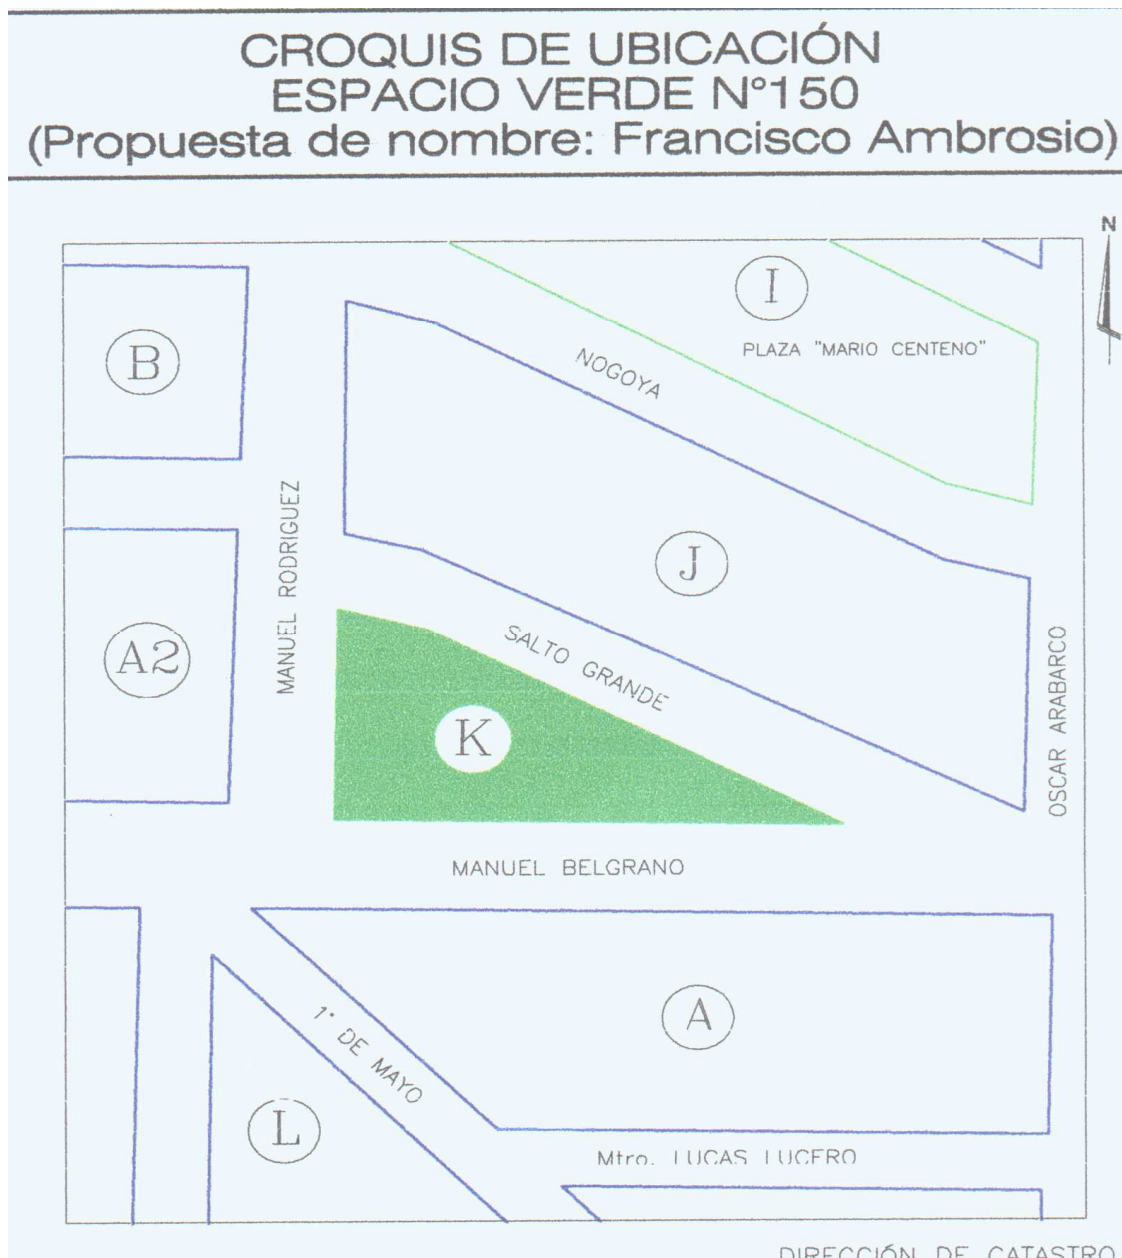 CROQUIS DE UBICACIÓN
ESPACIO VERDE N°150
(Propuesta de nombre: Francisco Ambrosio)
N
I
PLAZA "MARIO CENTENO"
B
NOGOYA
MANUEL RODRIGUEZ
J
A2
SALTO GRANDE
OSCAR ARABARCO
K
MANUEL BELGRANO
1° DE MAYO
A
L
Mtro. LUCAS LUCERO
DIRECCIÓN DE CATASTRO